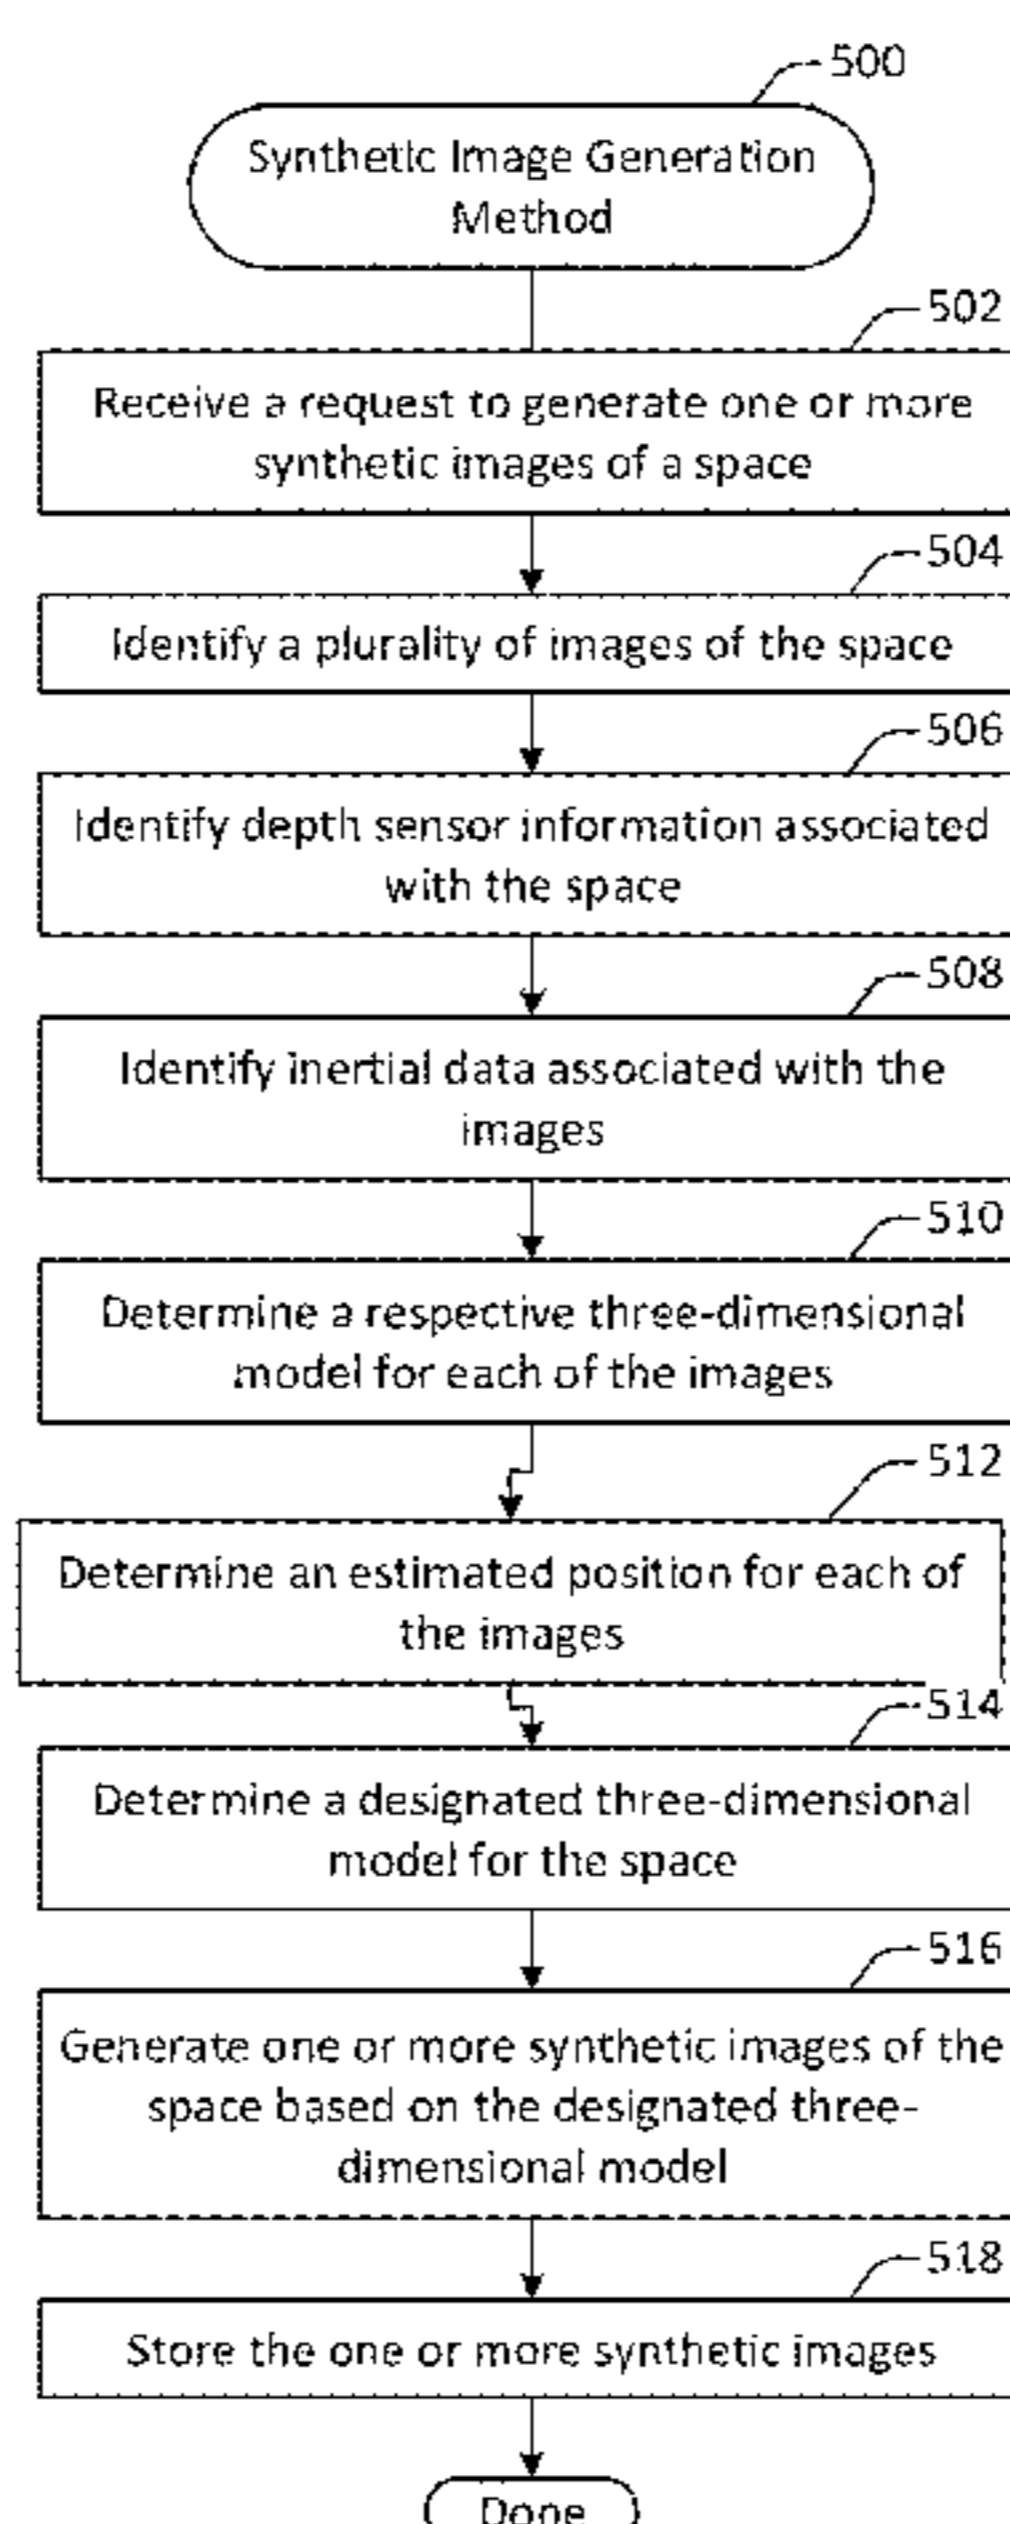 500
Synthetic Image Generation
Method
502
Receive a request to generate one or more
synthetic images of a space
504
Identify a plurality of images of the space
506
Identify depth sensor information associated
with the space
508
Identify inertial data associated with the
images
510
Determine a respective three-dimensional
model for each of the images
512
Determine an estimated position for each of
the images
514
Determine a designated three-dimensional
model for the space
516
Generate one or more synthetic images of the
space based on the designated three-
dimensional model
518
Store the one or more synthetic images
Done